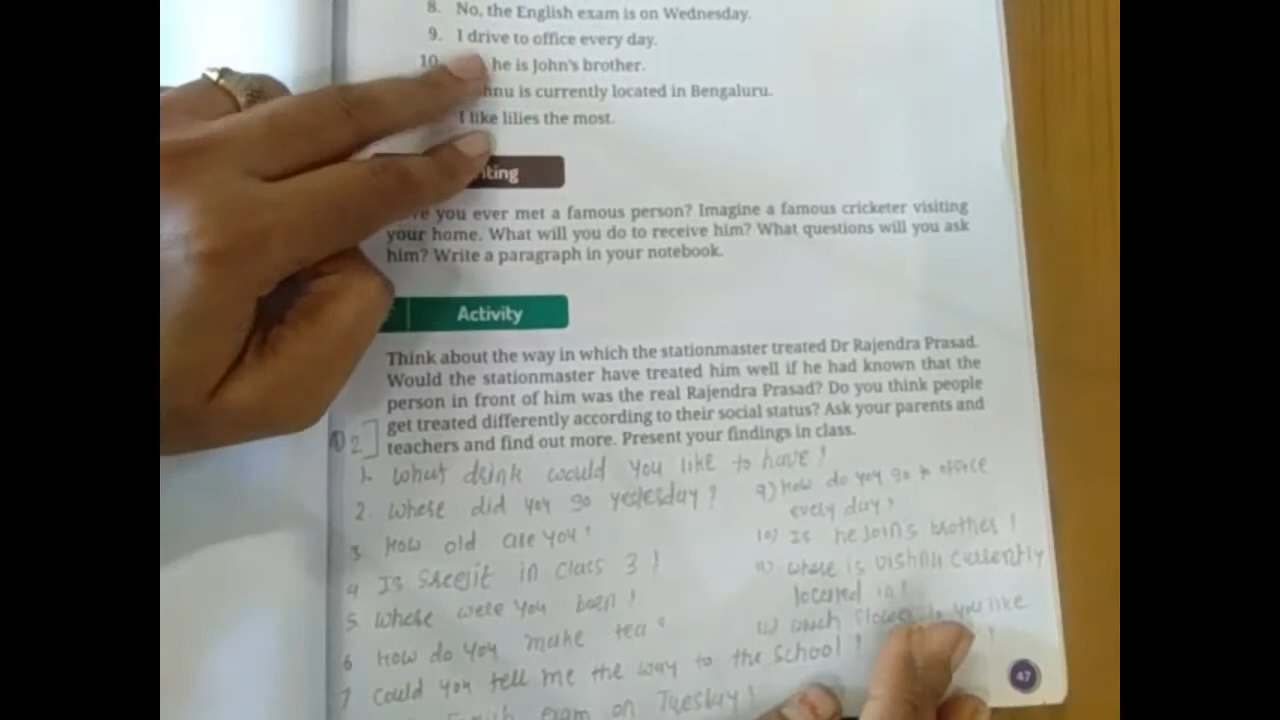 8. No, the English exam is on Wednesday.
9. I drive to office every day.
10. he is John's brother.
hnu is currently located in Bengaluru.
I like lilies the most.
ting
you ever met a famous person? Imagine a famous cricketer visiting
your home. What will you do to receive him? What questions will you ask
him? Write a paragraph in your notebook.
Activity
Think about the way in which the stationmaster treated Dr Rajendra Prasad.
Would the stationmaster have treated him well if he had known that the
person in front of him was the real Rajendra Prasad? Do you think people
get treated differently according to their social status? Ask your parents and
teachers and find out more. Present your findings in class.
2]
1. What drink would you like to have?
2. Where did you go yesterday?
3 How old are you?
4 Is Sreejit in class 3?
5. Where were you born?
6 How do you make tea?
7 Could you tell me the way to the school?
exam on Tuesday?
9) How do you go to office
every day?
10) Is he John's brother?
11) where is vishnu currently
located in?
12) which flower do you like
47